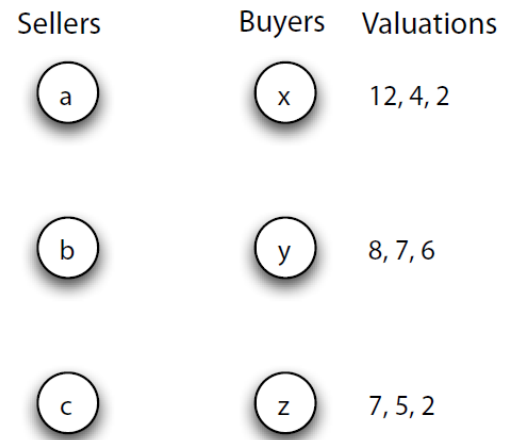 Sellers Buyers Valuations
a x 12, 4, 2
b y 8, 7, 6
c z 7, 5, 2